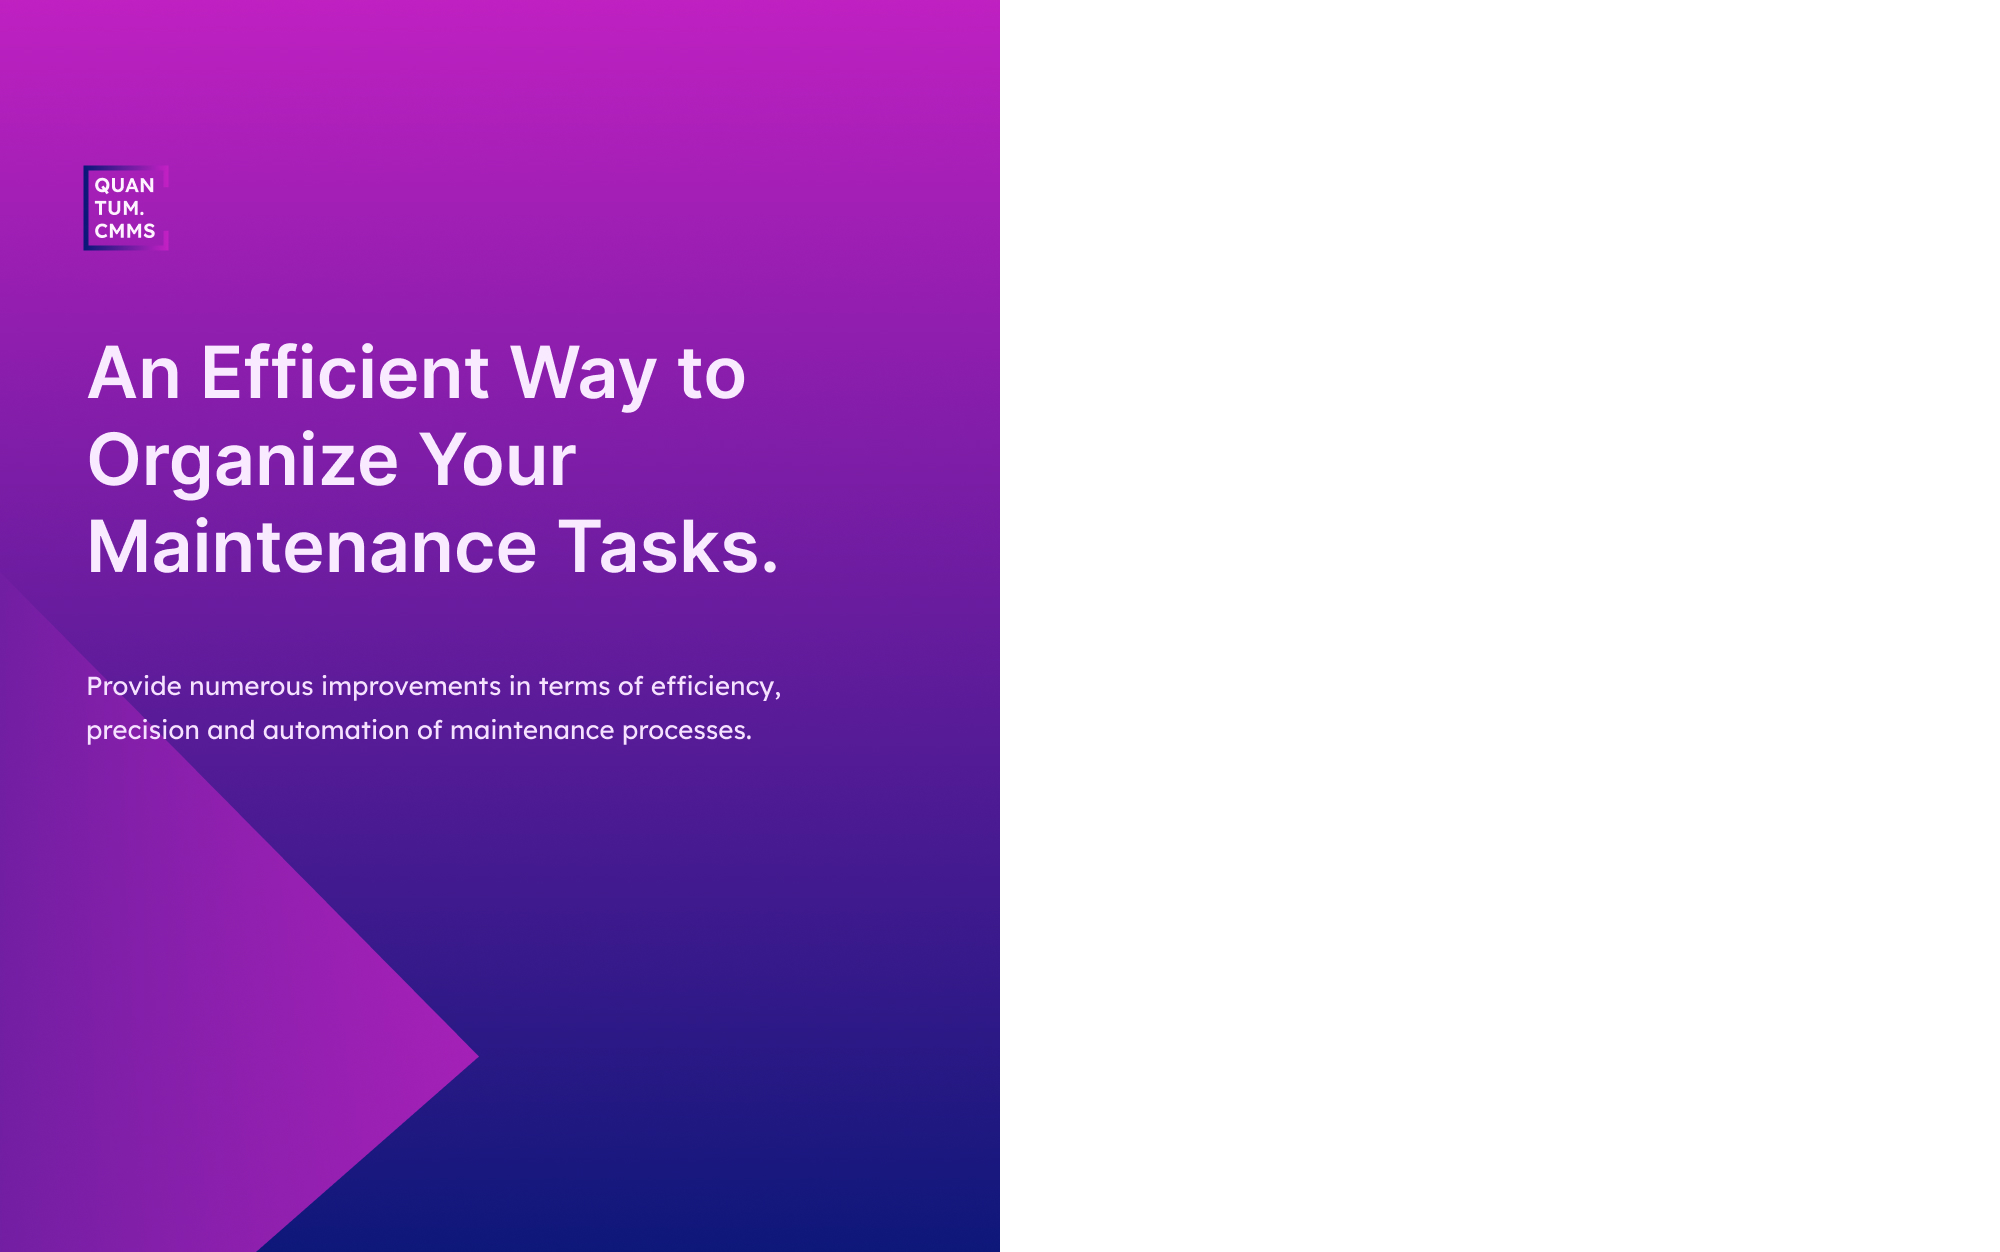 QUAN
TUM.
CMMS
An Efficient Way to
Organize Your
Maintenance Tasks.
Provide numerous improvements in terms of efficiency,
precision and automation of maintenance processes.